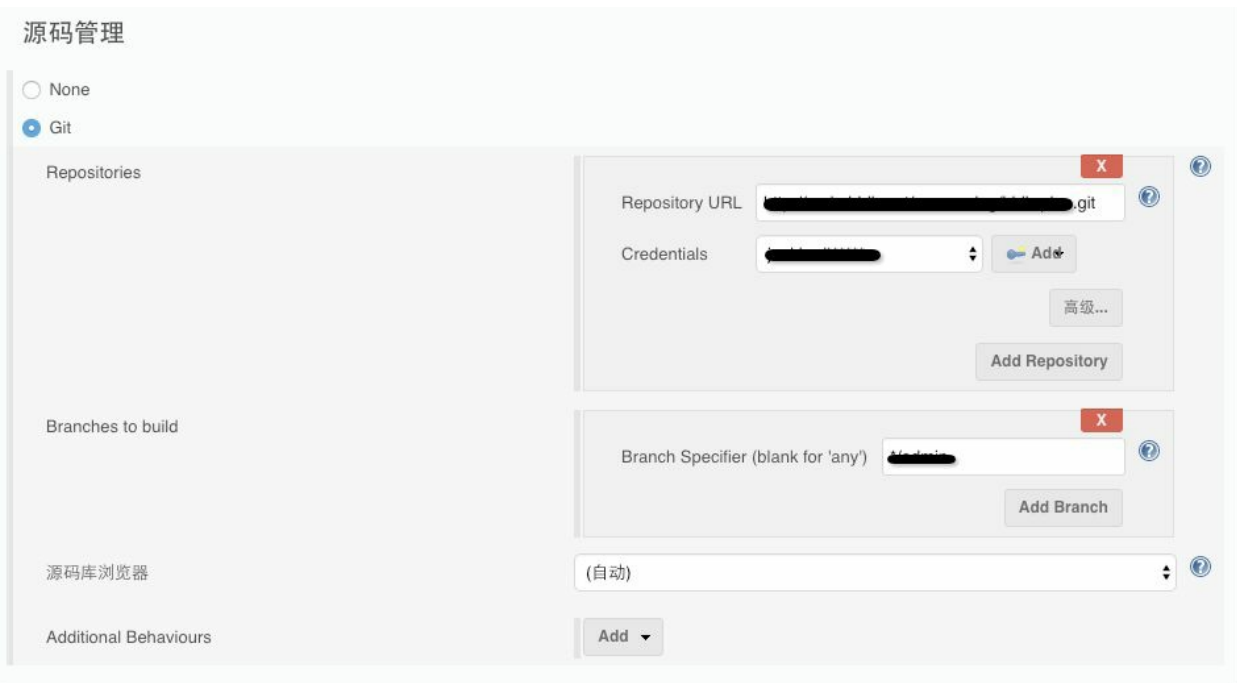 源码管理
None
Git
Repositories
X
Repository URL
.git
Credentials
Add
高级...
Add Repository
Branches to build
X
Branch Specifier (blank for 'any')
Add Branch
源码库浏览器
(自动)
Additional Behaviours
Add